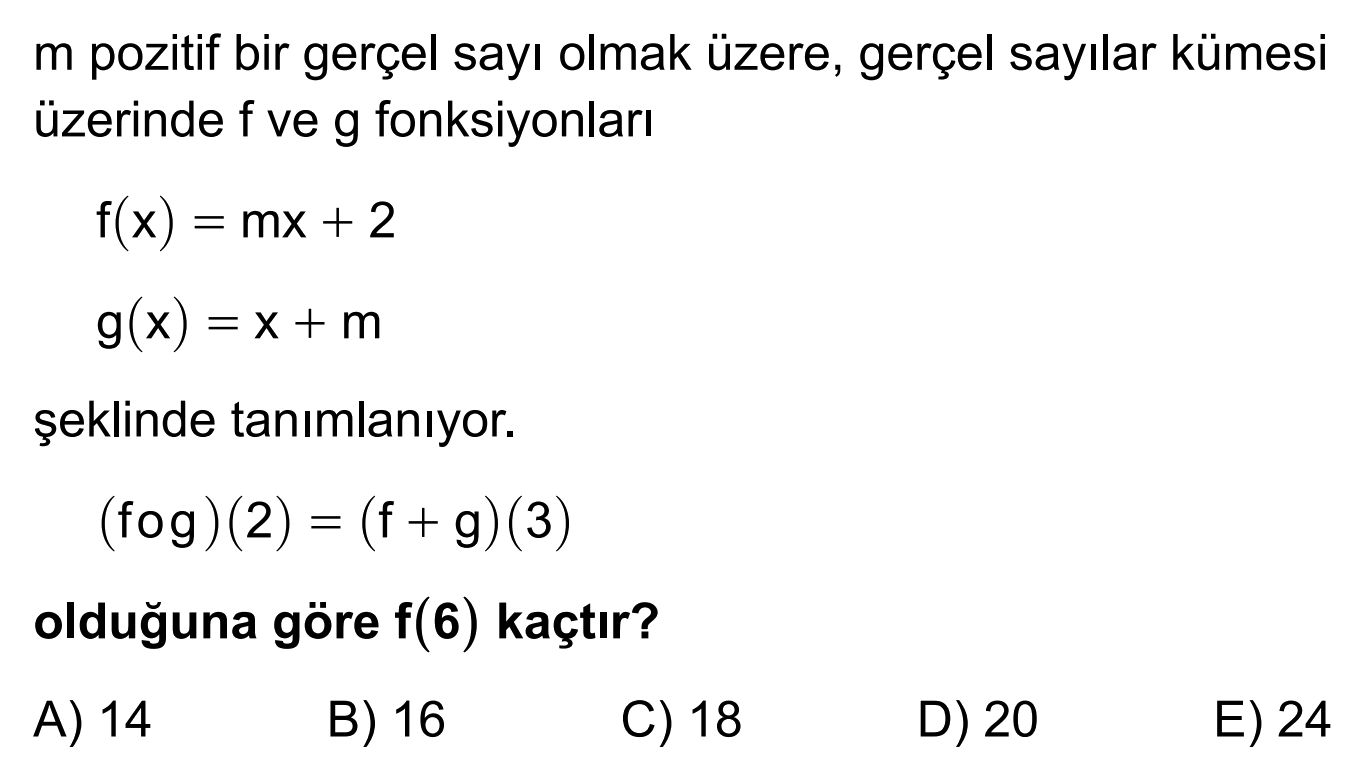 m pozitif bir gerçel sayı olmak üzere, gerçel sayılar kümesi
üzerinde f ve g fonksiyonları
f(x) = mx + 2
g(x) = x + m
şeklinde tanımlanıyor.
(fog)(2) = (f + g)(3)
olduğuna göre f(6) kaçtır?
A) 14 B) 16 C) 18 D) 20 E) 24